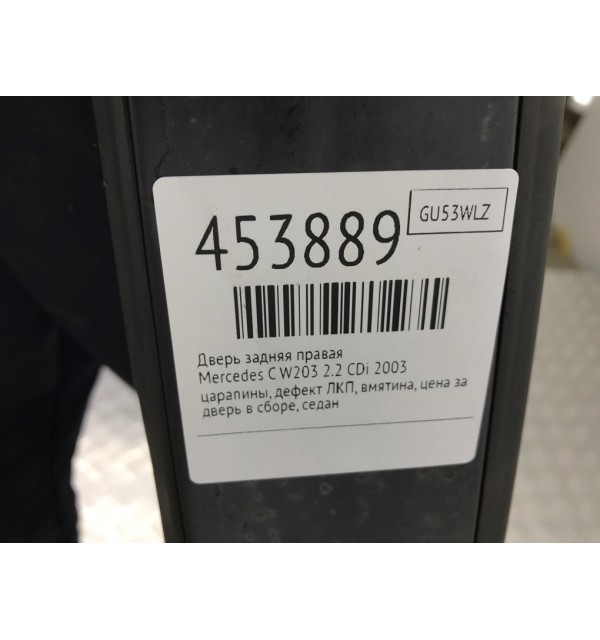 453889
GU53WLZ
Дверь задняя правая
Mercedes C W203 2.2 CDi 2003
царапины, дефект ЛКП, вмятина, цена за
дверь в сборе, седан